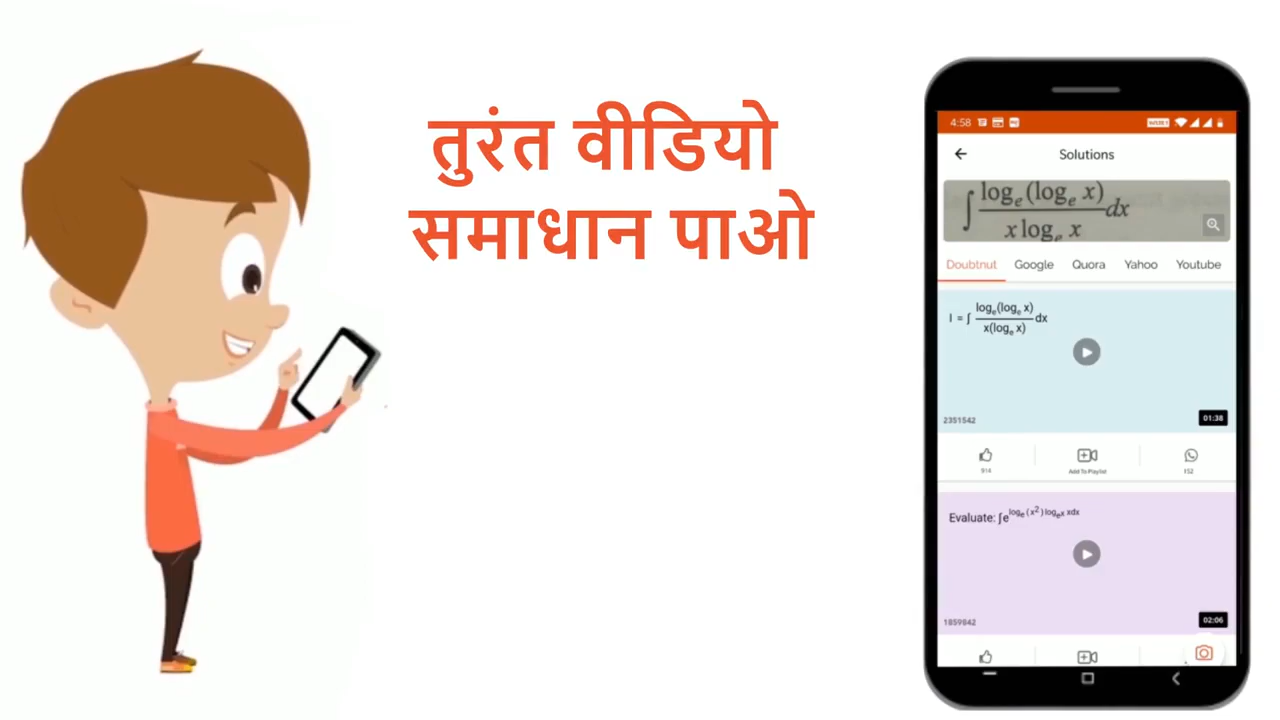 तुरंत वीडियो
समाधान पाओ
4:58
Solutions
∫ logₑ(logₑ x) / x logₑ x dx
Doubtnut Google Quora Yahoo Youtube
I = ∫ logₑ(logₑ x) / x(logₑ x) dx
2351542
01:38
914
Add To Playlist
152
Evaluate: ∫e^logₑ(x²) logₑx xdx
1859842
02:06